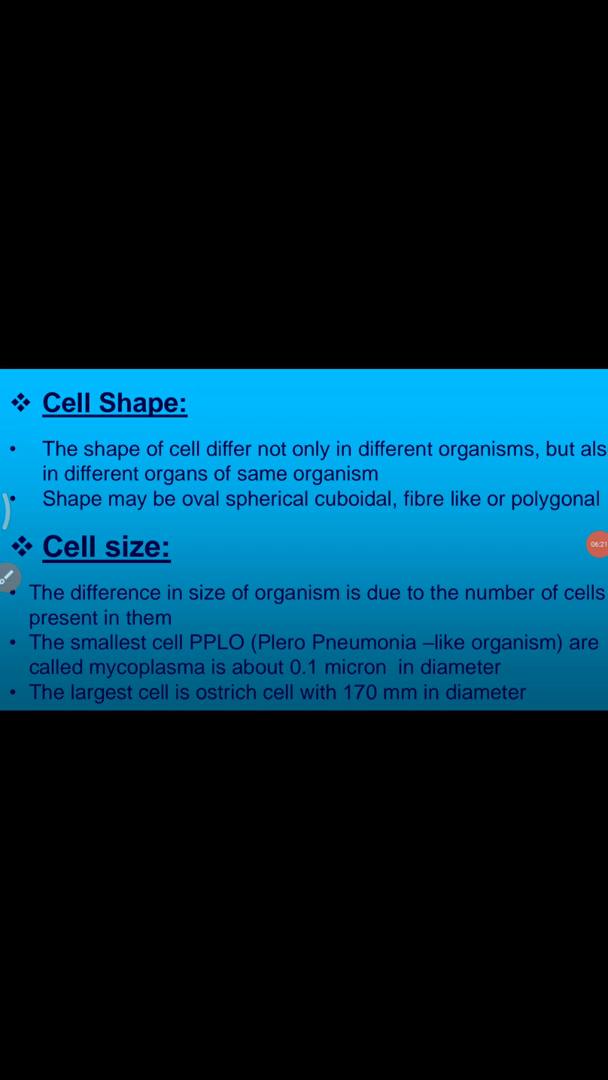 ❖ Cell Shape:
• The shape of cell differ not only in different organisms, but als
in different organs of same organism
• Shape may be oval spherical cuboidal, fibre like or polygonal
❖ Cell size:
06:21
• The difference in size of organism is due to the number of cells
present in them
• The smallest cell PPLO (Plero Pneumonia –like organism) are
called mycoplasma is about 0.1 micron in diameter
• The largest cell is ostrich cell with 170 mm in diameter